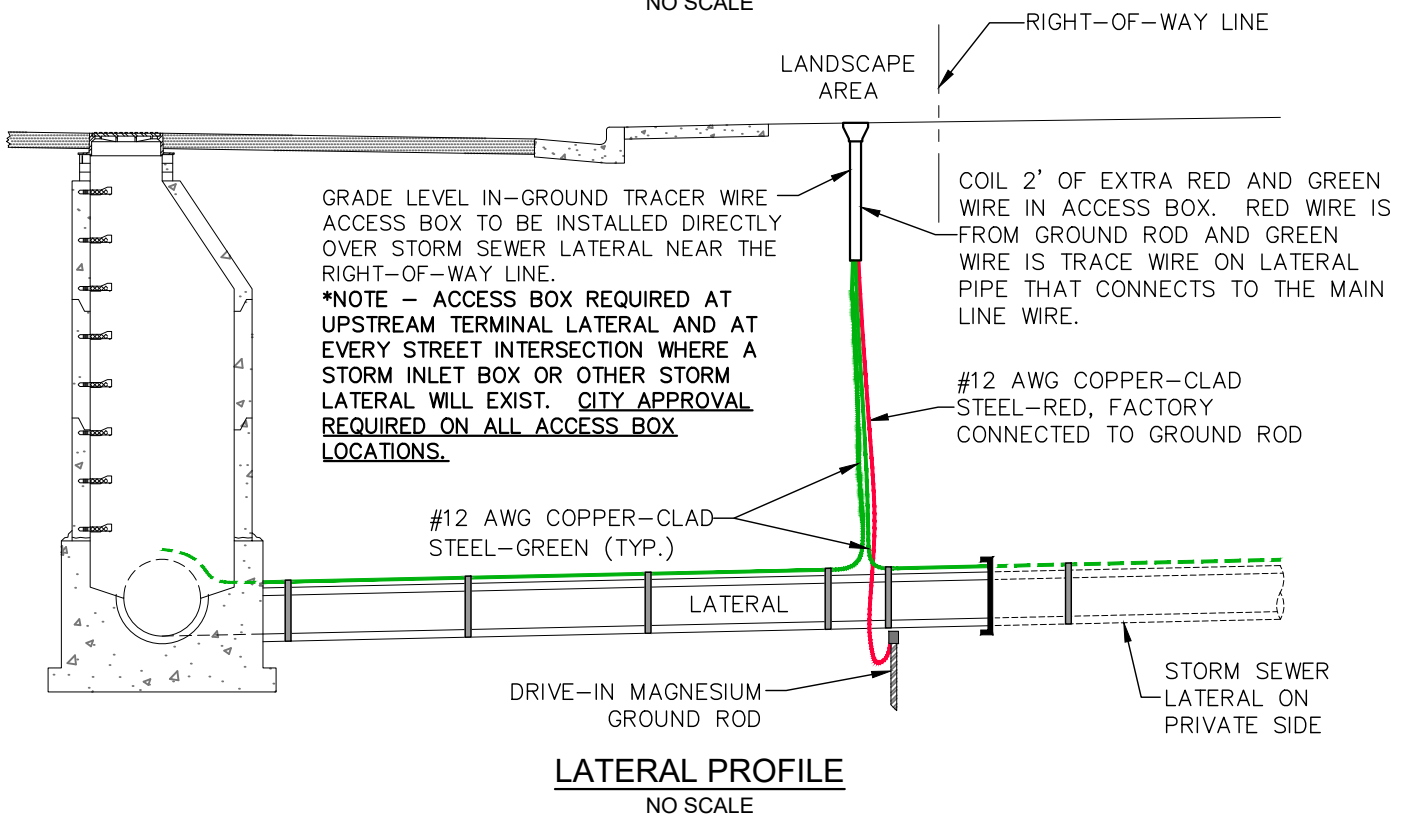 NO SCALE
RIGHT-OF-WAY LINE
LANDSCAPE
AREA
GRADE LEVEL IN-GROUND TRACER WIRE
ACCESS BOX TO BE INSTALLED DIRECTLY
OVER STORM SEWER LATERAL NEAR THE
RIGHT-OF-WAY LINE.
*NOTE - ACCESS BOX REQUIRED AT
UPSTREAM TERMINAL LATERAL AND AT
EVERY STREET INTERSECTION WHERE A
STORM INLET BOX OR OTHER STORM
LATERAL WILL EXIST. CITY APPROVAL
REQUIRED ON ALL ACCESS BOX
LOCATIONS.
COIL 2' OF EXTRA RED AND GREEN
WIRE IN ACCESS BOX. RED WIRE IS
FROM GROUND ROD AND GREEN
WIRE IS TRACE WIRE ON LATERAL
PIPE THAT CONNECTS TO THE MAIN
LINE WIRE.
#12 AWG COPPER-CLAD
STEEL-RED, FACTORY
CONNECTED TO GROUND ROD
#12 AWG COPPER-CLAD
STEEL-GREEN (TYP.)
LATERAL
DRIVE-IN MAGNESIUM
GROUND ROD
STORM SEWER
LATERAL ON
PRIVATE SIDE
LATERAL PROFILE
NO SCALE